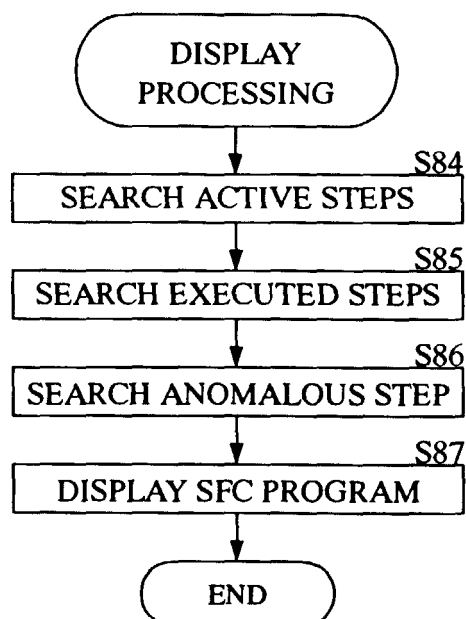 DISPLAY
PROCESSING
S84
SEARCH ACTIVE STEPS
S85
SEARCH EXECUTED STEPS
S86
SEARCH ANOMALOUS STEP
S87
DISPLAY SFC PROGRAM
END